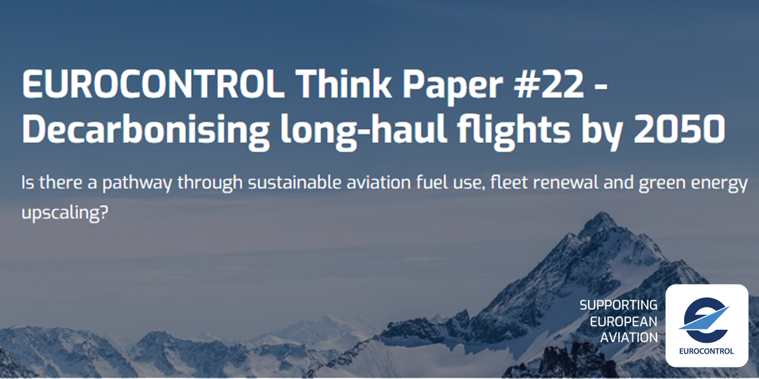 EUROCONTROL Think Paper #22 -
Decarbonising long-haul flights by 2050
Is there a pathway through sustainable aviation fuel use, fleet renewal and green energy
upscaling?
SUPPORTING
EUROPEAN
AVIATION
EUROCONTROL